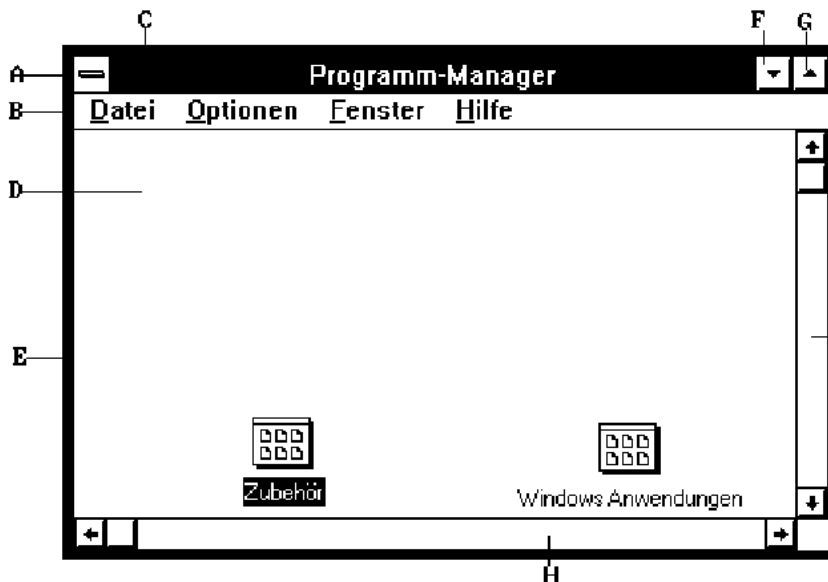 C F G
A Programm-Manager
B Datei Optionen Fenster Hilfe
D
E
Zubehör Windows Anwendungen
H